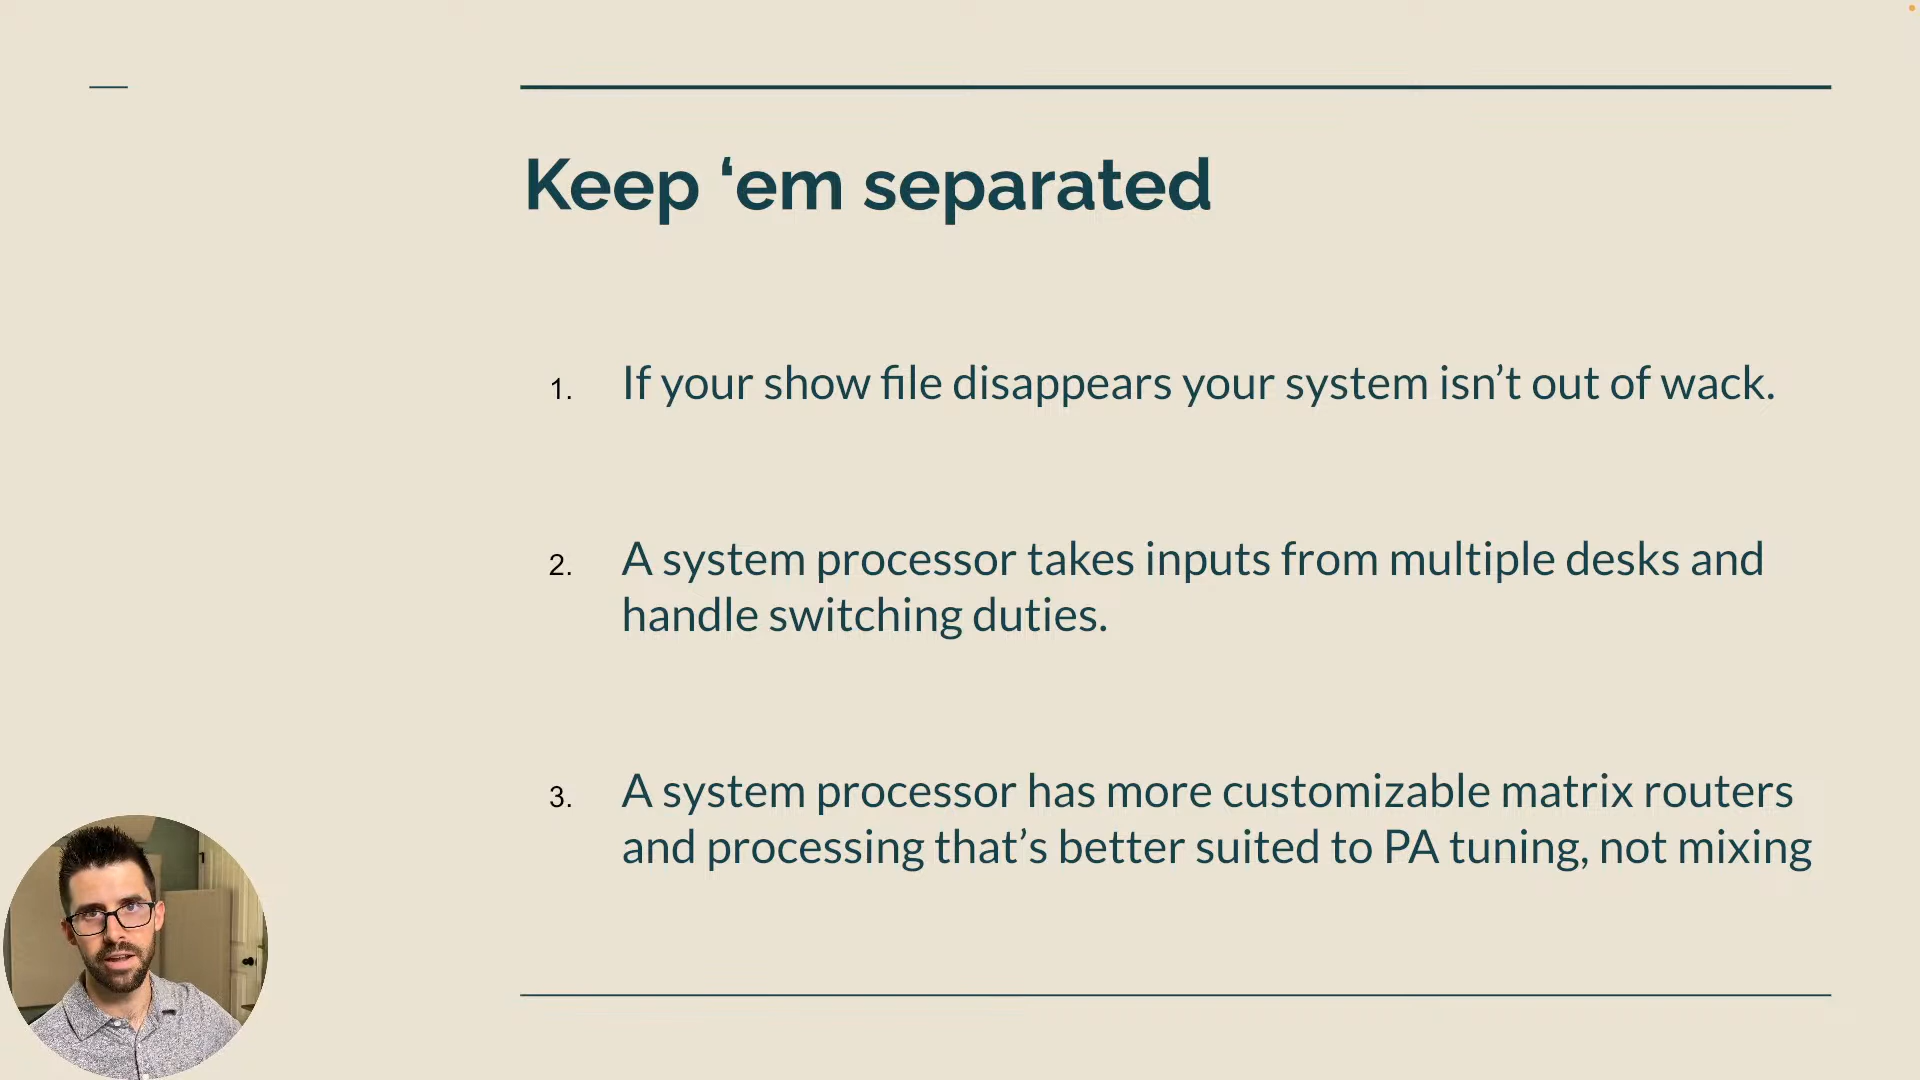 Keep ‘em separated
1. If your show file disappears your system isn’t out of wack.
2. A system processor takes inputs from multiple desks and
handle switching duties.
3. A system processor has more customizable matrix routers
and processing that’s better suited to PA tuning, not mixing